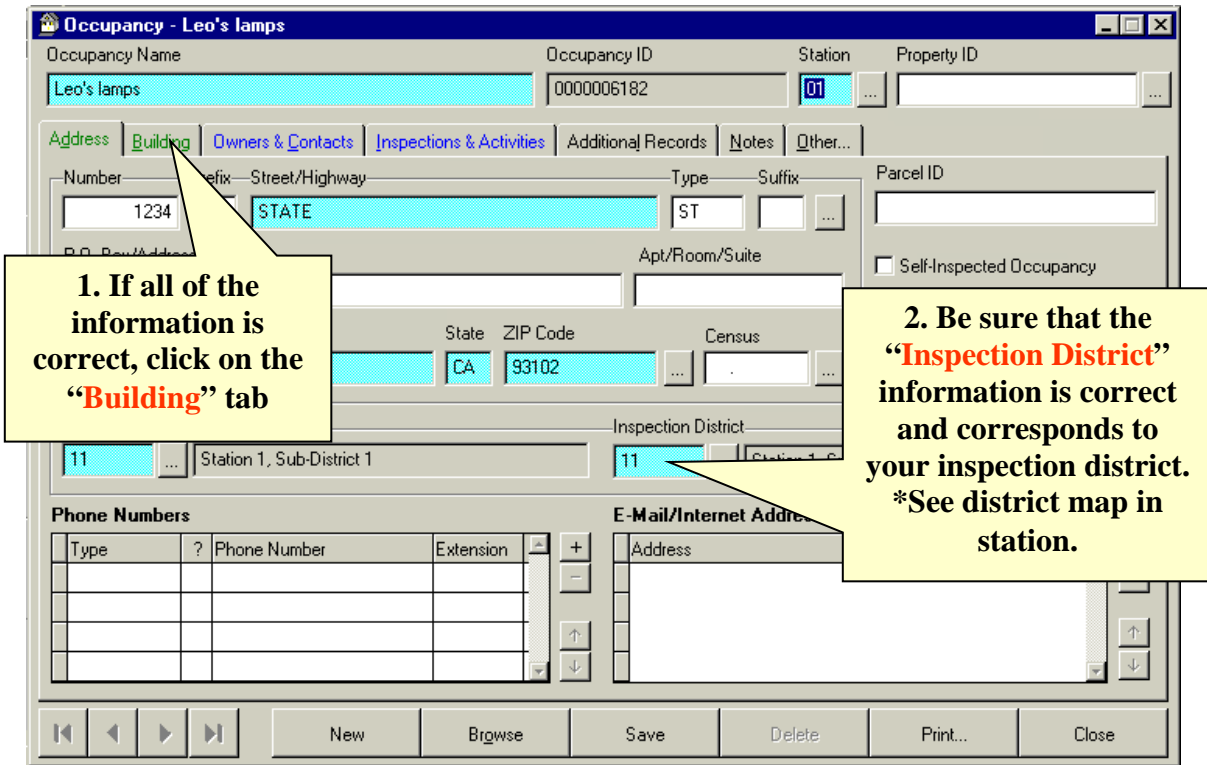 Occupancy - Leo's lamps
Occupancy Name Occupancy ID Station Property ID
Leo's lamps 0000006182 01 ... ...
Address Building Owners & Contacts Inspections & Activities Additional Records Notes Other...
Number Street/Highway Type Suffix Parcel ID
1234 STATE ST ...
Apt/Room/Suite
Self-Inspected Occupancy
1. If all of the
information is
correct, click on the
“Building” tab
State ZIP Code Census
CA 93102 ... . ...
2. Be sure that the
“Inspection District”
information is correct
and corresponds to
your inspection district.
*See district map in
station.
Inspection District
11 ... Station 1, Sub-District 1 11
Phone Numbers E-Mail/Internet
Type ? Phone Number Extension + Address
−
New Browse Save Delete Print... Close